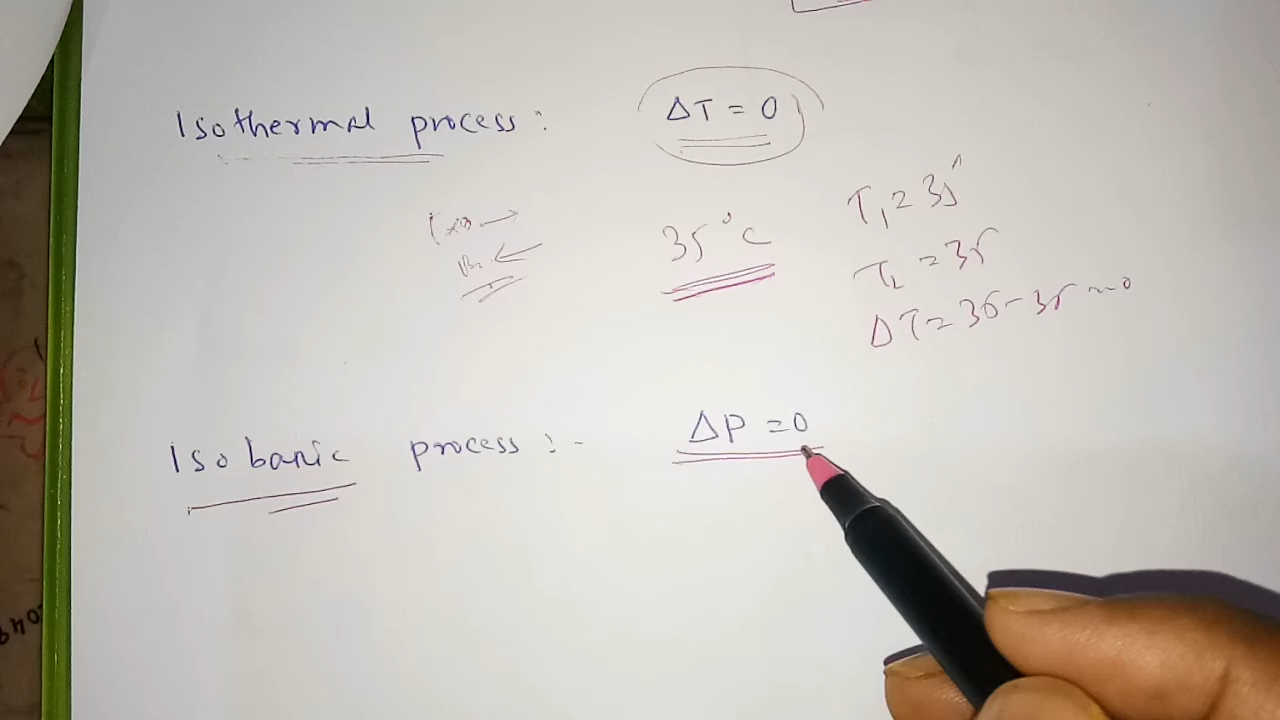 Isothermal process : ΔT = 0
35°C
T₁ = 35
T₂ = 35
ΔT = 35 - 35 = 0
Isobaric process :- ΔP = 0